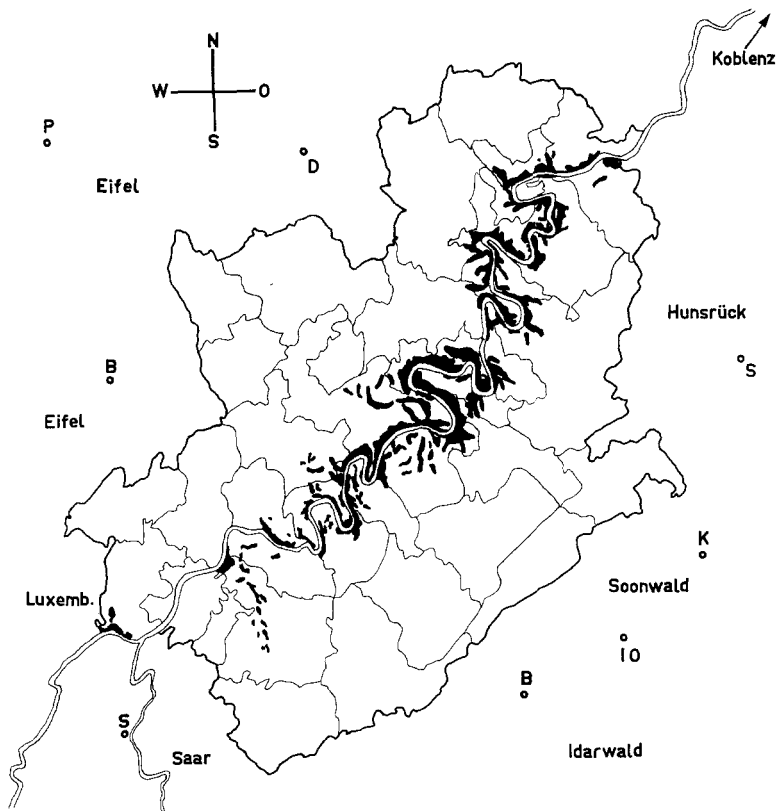 Koblenz
N
W O
S
P
Eifel
D
Hunsrück
S
B
Eifel
K
Soonwald
Luxemb.
IO
B
S
Saar
Idarwald